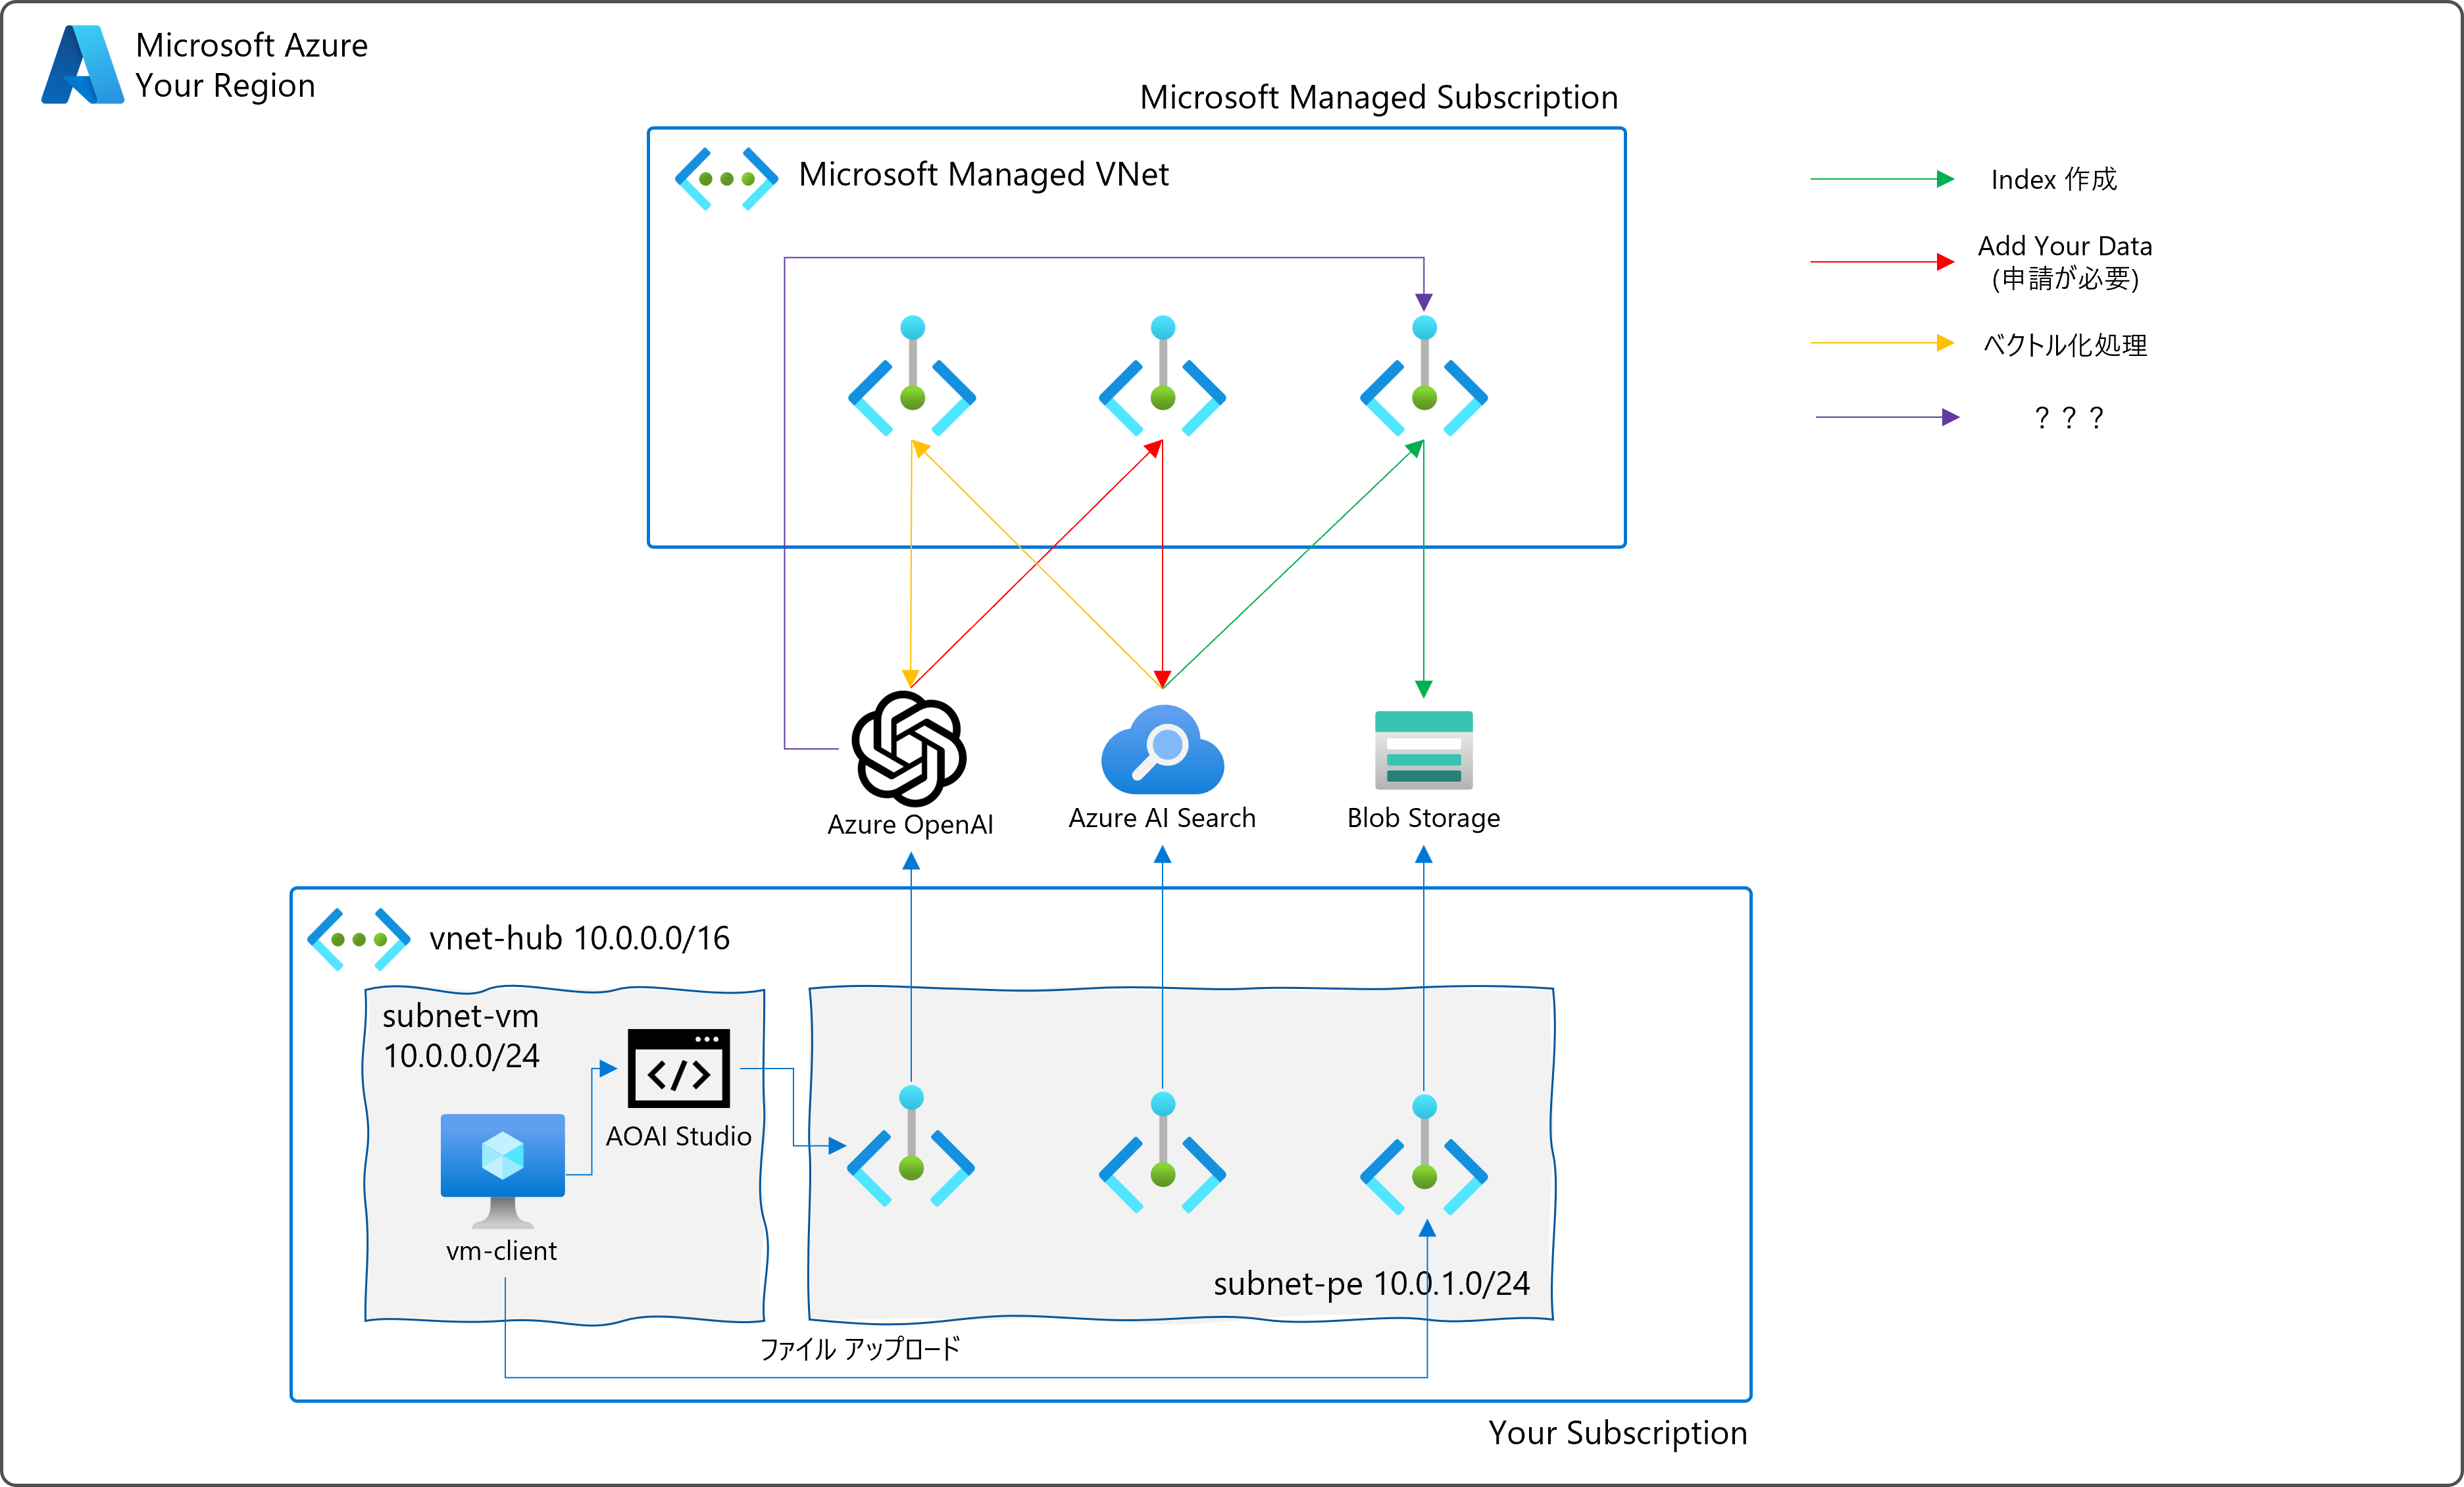 Microsoft Azure
Your Region
Microsoft Managed Subscription
Microsoft Managed VNet
Index 作成
Add Your Data
(申請が必要)
ベクトル化処理
？？？
Azure OpenAI
Azure AI Search
Blob Storage
vnet-hub 10.0.0.0/16
subnet-vm
10.0.0.0/24
AOAI Studio
vm-client
subnet-pe 10.0.1.0/24
ファイル アップロード
Your Subscription